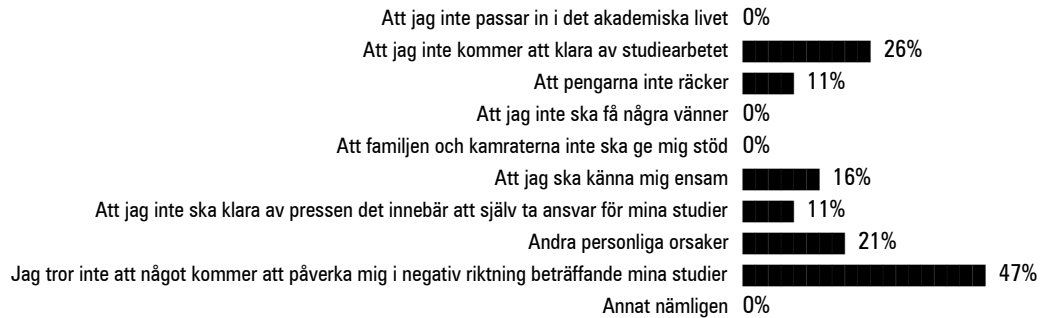 Att jag inte passar in i det akademiska livet 0%
Att jag inte kommer att klara av studiearbetet 26%
Att pengarna inte räcker 11%
Att jag inte ska få några vänner 0%
Att familjen och kamraterna inte ska ge mig stöd 0%
Att jag ska känna mig ensam 16%
Att jag inte ska klara av pressen det innebär att själv ta ansvar för mina studier 11%
Andra personliga orsaker 21%
Jag tror inte att något kommer att påverka mig i negativ riktning beträffande mina studier 47%
Annat nämligen 0%